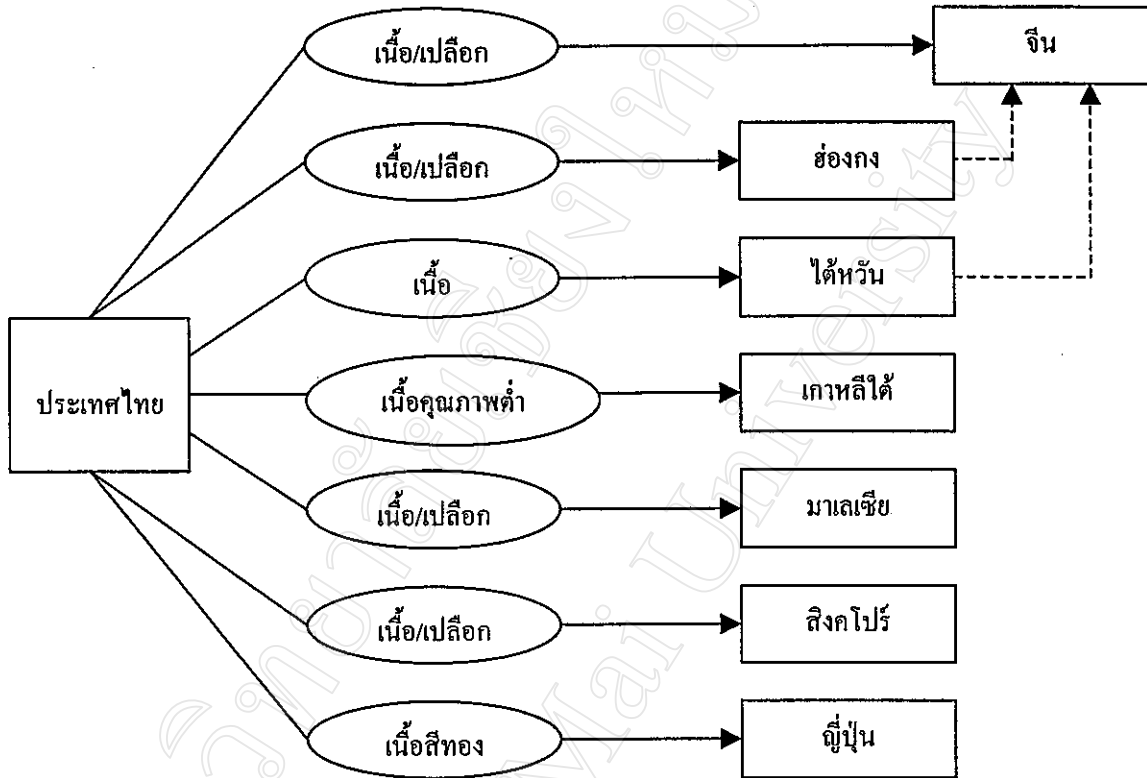 เนื้อ/เปลือก
จีน
เนื้อ/เปลือก
ฮ่องกง
เนื้อ
ไต้หวัน
ประเทศไทย
เนื้อคุณภาพต่ำ
เกาหลีใต้
เนื้อ/เปลือก
มาเลเซีย
เนื้อ/เปลือก
สิงคโปร์
เนื้อสีทอง
ญี่ปุ่น
Mai University